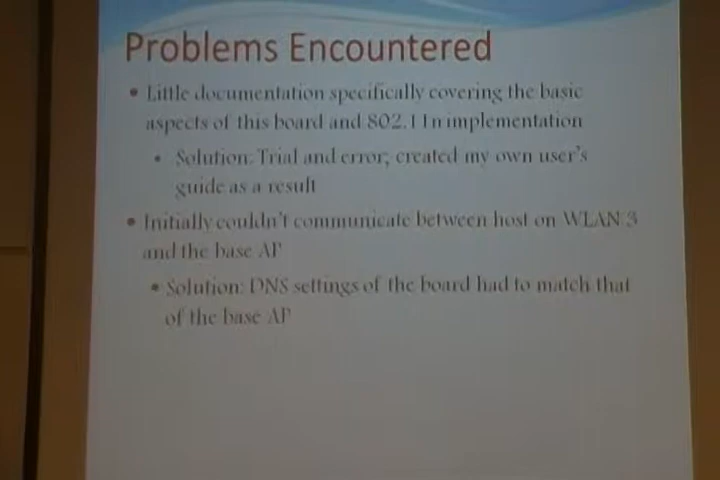 Problems Encountered
• Little documentation specifically covering the basic
aspects of this board and 802.11n implementation
• Solution: Trial and error; created my own user's
guide as a result
• Initially couldn't communicate between host on WLAN 3
and the base AP
• Solution: DNS settings of the board had to match that
of the base AP